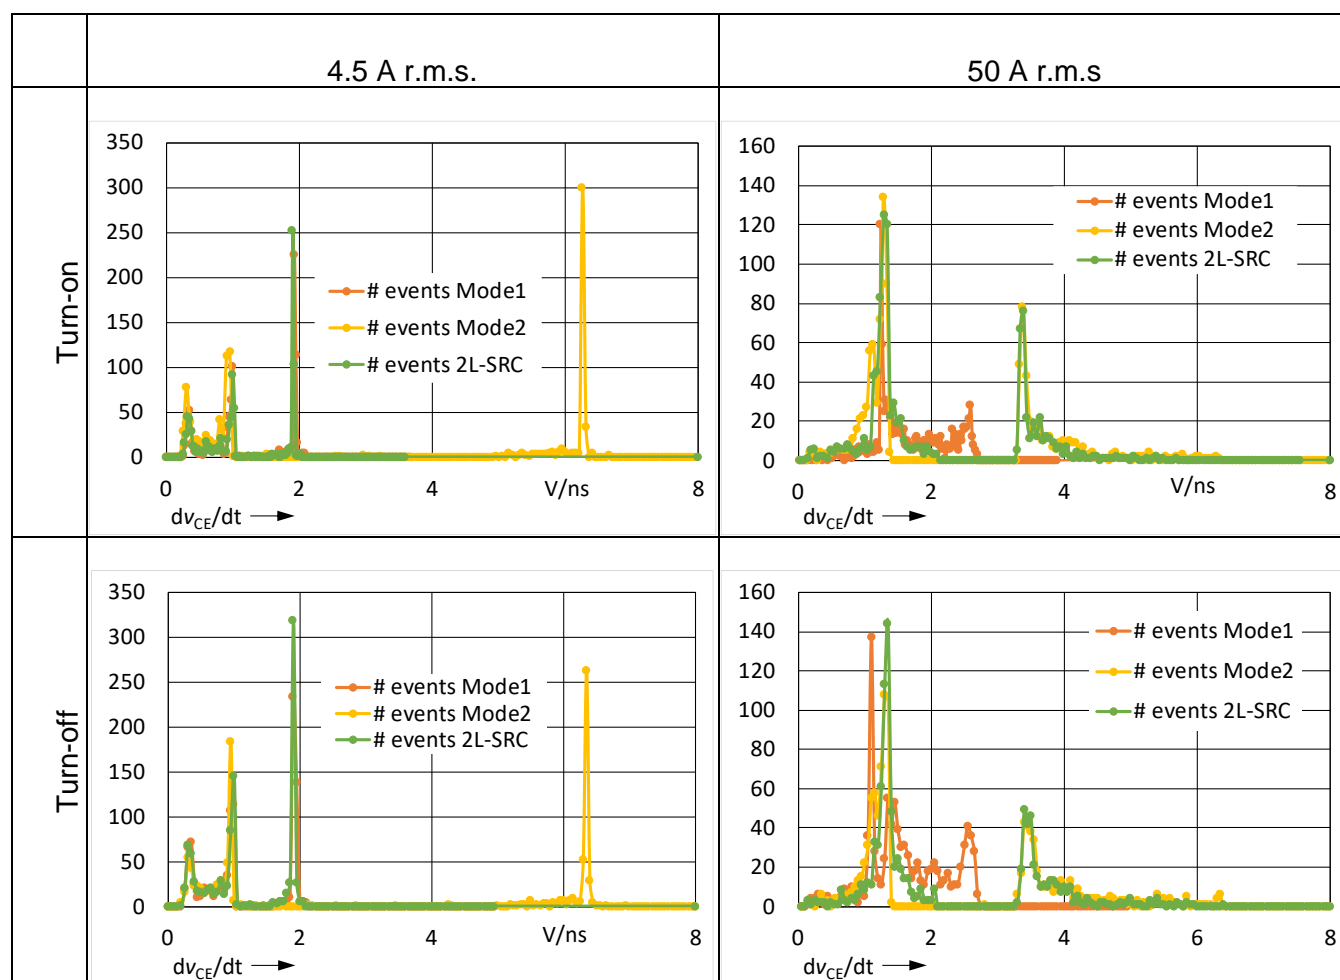 4.5 A r.m.s.
50 A r.m.s
Turn-on
350
300
250
200
150
100
50
0
# events Mode1
# events Mode2
# events 2L-SRC
0
2
4
V/ns
8
dvCE/dt
160
140
120
100
80
60
40
20
0
# events Mode1
# events Mode2
# events 2L-SRC
0
2
4
V/ns
8
dvCE/dt
Turn-off
350
300
250
200
150
100
50
0
# events Mode1
# events Mode2
# events 2L-SRC
0
2
4
V/ns
8
dvCE/dt
160
140
120
100
80
60
40
20
0
# events Mode1
# events Mode2
# events 2L-SRC
0
2
4
6
8
dvCE/dt